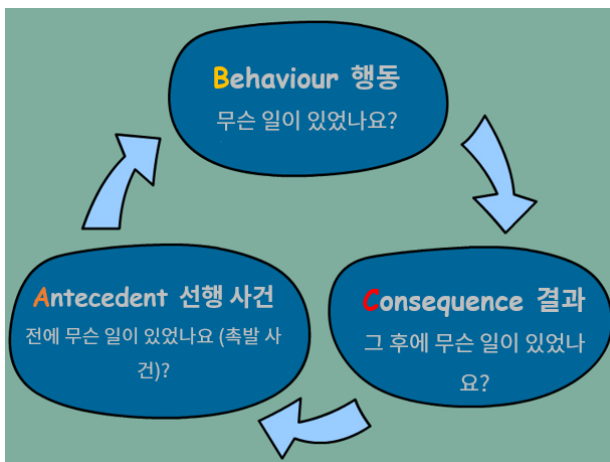 Behaviour 행동
무슨 일이 있었나요?
Antecedent 선행 사건
전에 무슨 일이 있었나요 (촉발 사
건)?
Consequence 결과
그 후에 무슨 일이 있었나
요?